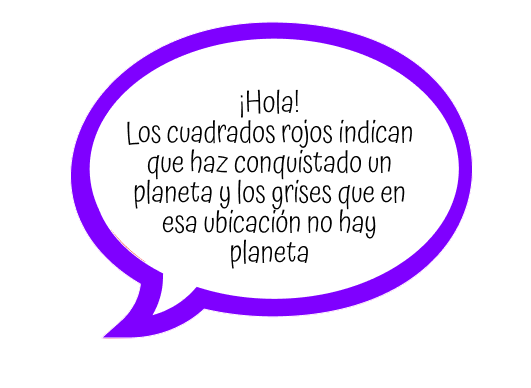 ¡Hola!
Los cuadrados rojos indican
que haz conquistado un
planeta y los grises que en
esa ubicación no hay
planeta